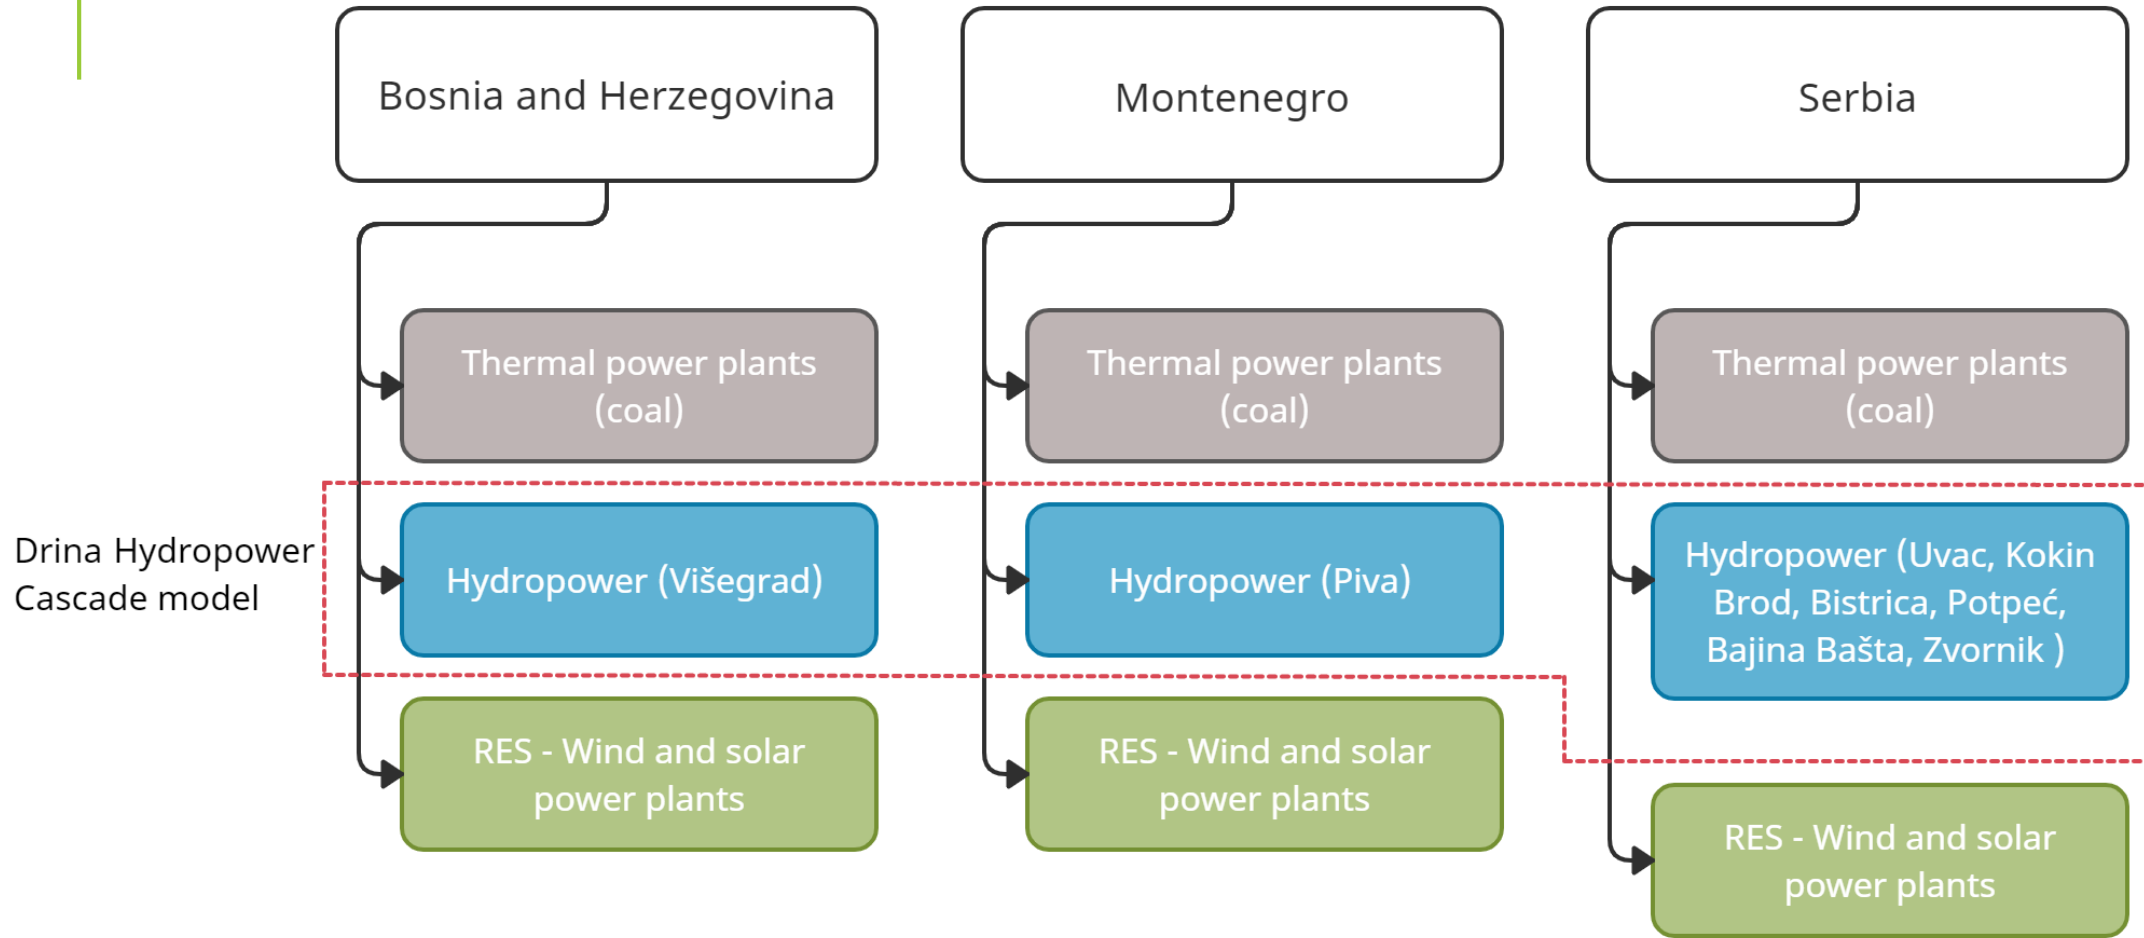 Bosnia and Herzegovina
Montenegro
Serbia
Thermal power plants
(coal)
Thermal power plants
(coal)
Thermal power plants
(coal)
Drina Hydropower
Cascade model
Hydropower (Višegrad)
Hydropower (Piva)
Hydropower (Uvac, Kokin
Brod, Bistrica, Potpeć,
Bajina Bašta, Zvornik )
RES - Wind and solar
power plants
RES - Wind and solar
power plants
RES - Wind and solar
power plants